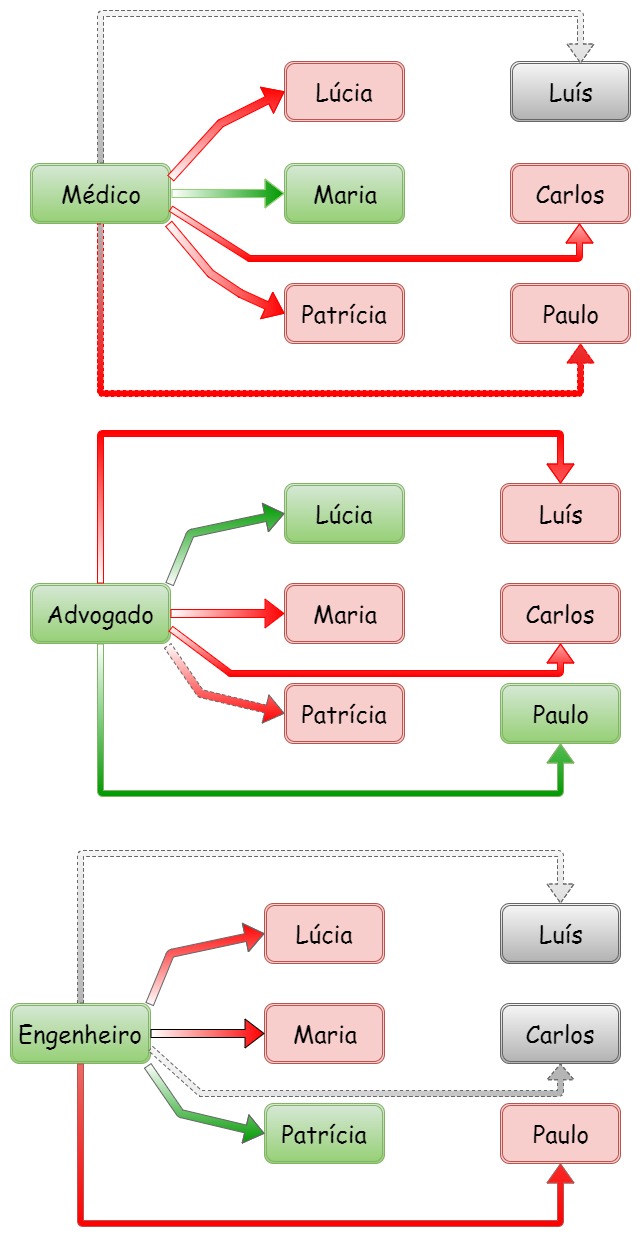 Lúcia
Luís
Médico
Maria
Carlos
Patrícia
Paulo
Lúcia
Luís
Advogado
Maria
Carlos
Patrícia
Paulo
Lúcia
Luís
Engenheiro
Maria
Carlos
Patrícia
Paulo